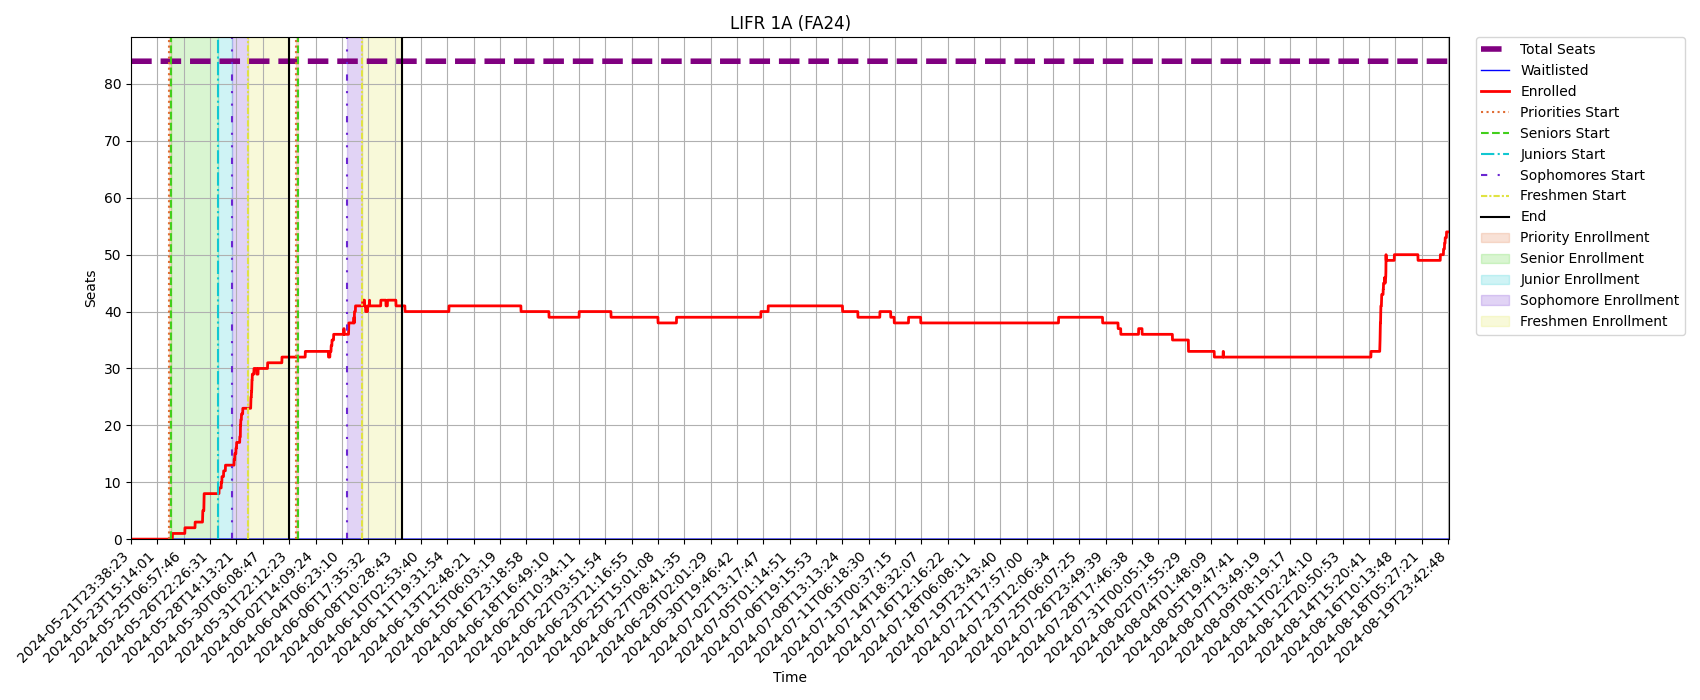 LIFR 1A (FA24)
Seats
80
70
60
50
40
30
20
10
0
2024-05-21T23:38:23
2024-05-23T15:14:01
2024-05-25T06:57:46
2024-05-26T22:26:31
2024-05-28T14:13:21
2024-05-30T06:08:47
2024-05-31T22:12:23
2024-06-02T14:09:24
2024-06-04T06:23:10
2024-06-06T17:35:32
2024-06-08T10:28:43
2024-06-10T02:53:40
2024-06-11T19:31:54
2024-06-13T12:48:21
2024-06-15T06:03:19
2024-06-16T23:18:58
2024-06-18T16:49:10
2024-06-20T10:34:11
2024-06-22T03:51:54
2024-06-23T21:16:55
2024-06-25T15:01:08
2024-06-27T08:41:35
2024-06-29T02:01:29
2024-06-30T19:46:42
2024-07-02T13:17:47
2024-07-05T01:14:51
2024-07-06T19:15:53
2024-07-08T13:13:24
2024-07-11T06:18:30
2024-07-13T00:37:15
2024-07-14T18:32:07
2024-07-16T12:16:22
2024-07-18T06:08:11
2024-07-19T23:43:40
2024-07-21T17:57:00
2024-07-23T12:06:34
2024-07-25T06:07:25
2024-07-26T23:49:39
2024-07-28T17:46:38
2024-07-31T00:05:18
2024-08-02T07:55:29
2024-08-04T01:48:09
2024-08-05T19:47:41
2024-08-07T13:49:19
2024-08-09T08:19:17
2024-08-11T02:24:10
2024-08-12T20:50:53
2024-08-14T15:20:41
2024-08-16T10:13:48
2024-08-18T05:27:21
2024-08-19T23:42:48
Time
Total Seats
Waitlisted
Enrolled
Priorities Start
Seniors Start
Juniors Start
Sophomores Start
Freshmen Start
End
Priority Enrollment
Senior Enrollment
Junior Enrollment
Sophomore Enrollment
Freshmen Enrollment